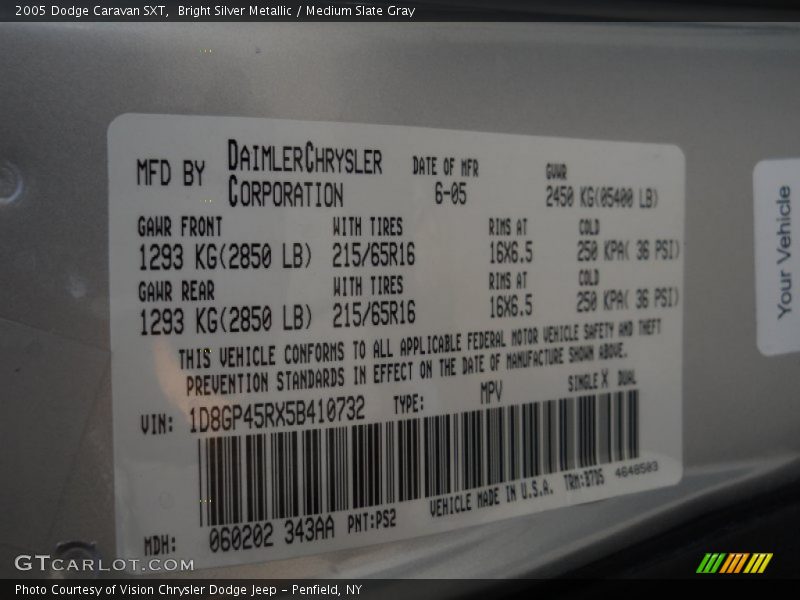 2005 Dodge Caravan SXT,  Bright Silver Metallic / Medium Slate Gray
MFD BY DAIMLERCHRYSLER CORPORATION
DATE OF MFR 6-05
GVWR 2450 KG(05400 LB)
GAWR FRONT WITH TIRES RIMS AT COLD
1293 KG(2850 LB) 215/65R16 16X6.5 250 KPA( 36 PSI)
GAWR REAR WITH TIRES RIMS AT COLD
1293 KG(2850 LB) 215/65R16 16X6.5 250 KPA( 36 PSI)
THIS VEHICLE CONFORMS TO ALL APPLICABLE FEDERAL MOTOR VEHICLE SAFETY AND THEFT
PREVENTION STANDARDS IN EFFECT ON THE DATE OF MANUFACTURE SHOWN ABOVE.
VIN: 1D8GP45RX5B410732 TYPE: MPV SINGLE X DUAL
VEHICLE MADE IN U.S.A. TRM:B7D5 4648503
MDH: 060202 343AA PNT:PS2
Your Vehicle
GTCARLOT.COM
Photo Courtesy of Vision Chrysler Dodge Jeep – Penfield, NY